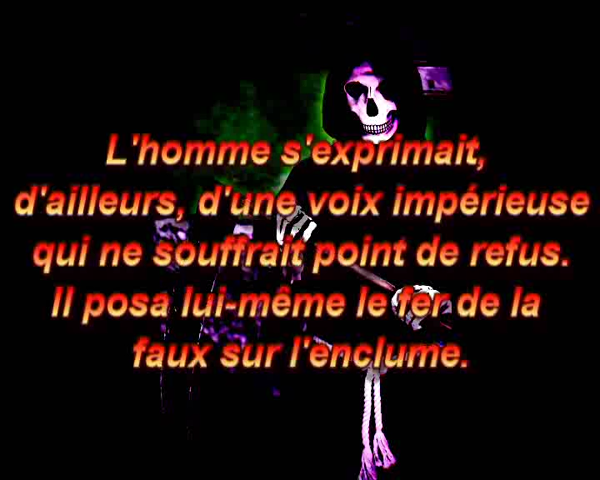 L'homme s'exprimait,
d'ailleurs, d'une voix impérieuse
qui ne souffrait point de refus.
Il posa lui-même le fer de la
faux sur l'enclume.